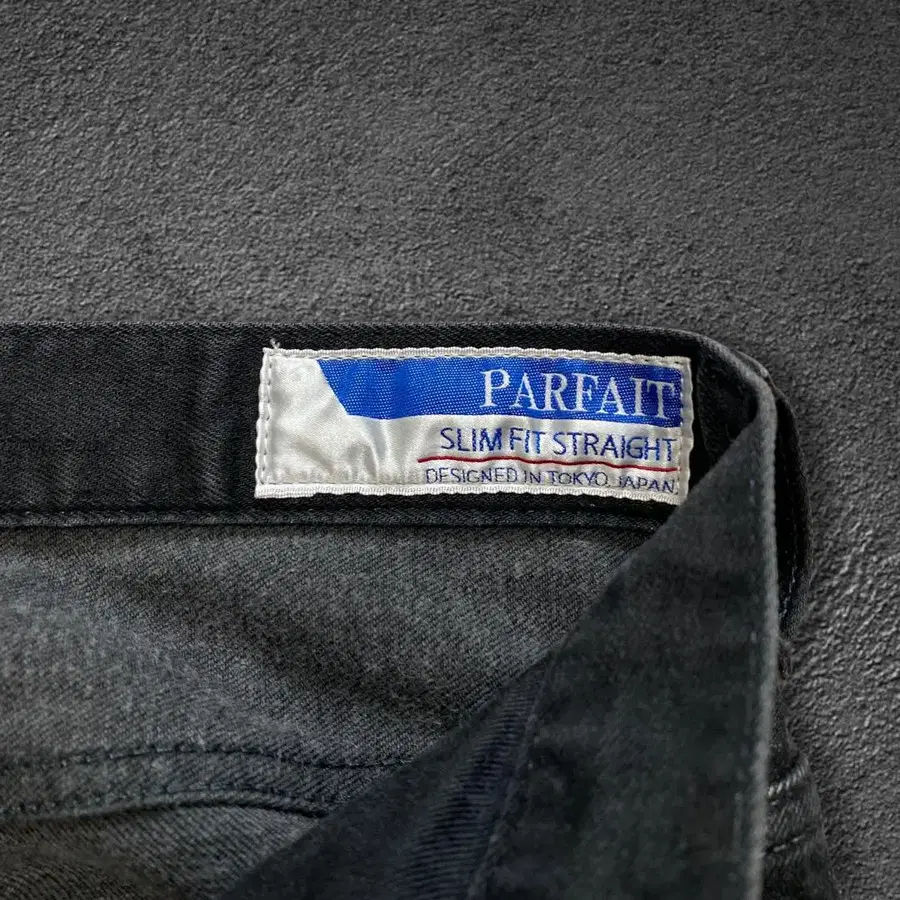 PARFAIT
SLIM FIT STRAIGHT
DESIGNED IN TOKYO JAPAN